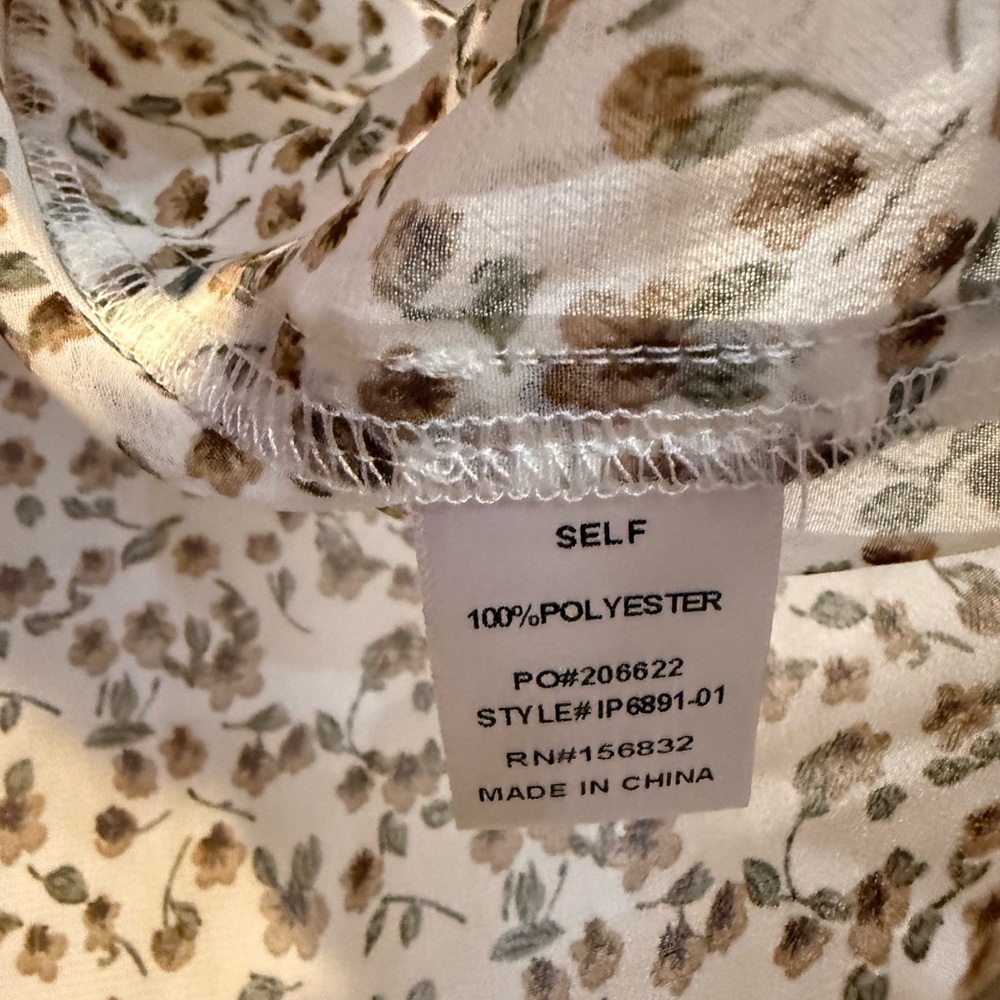 SELF
100%POLYESTER
PO#206622
STYLE# IP6891-01
RN#156832
MADE IN CHINA